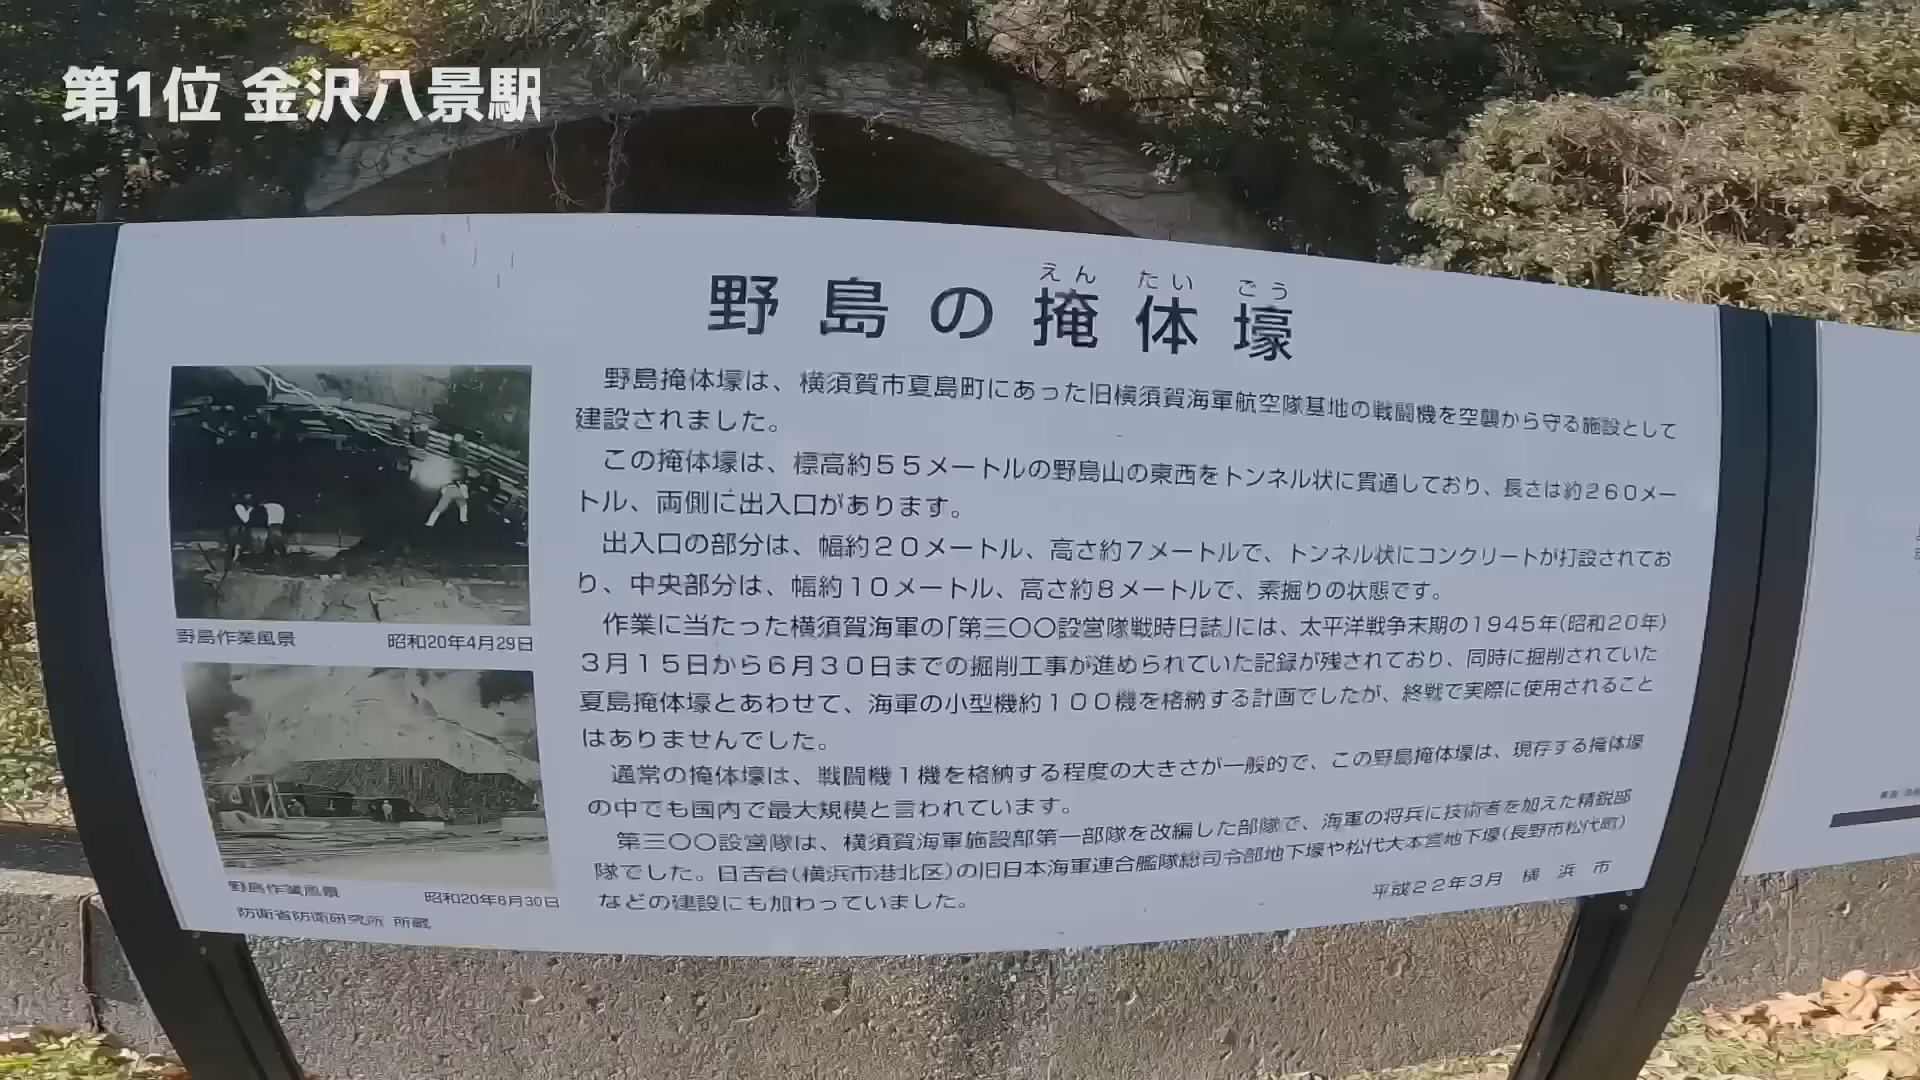 第1位 金沢八景駅
えん たい ごう
野島の掩体壕
野島掩体壕は、横須賀市夏島町にあった旧横須賀海軍航空隊基地の戦闘機を空襲から守る施設として
建設されました。
この掩体壕は、標高約55メートルの野島山の東西をトンネル状に貫通しており、長さは約260メー
トル、両側に出入口があります。
出入口の部分は、幅約20メートル、高さ約7メートルで、トンネル状にコンクリートが打設されてお
り、中央部分は、幅約10メートル、高さ約8メートルで、素掘りの状態です。
作業に当たった横須賀海軍の「第三〇〇設営隊戦時日誌」には、太平洋戦争末期の1945年(昭和20年)
3月15日から6月30日までの掘削工事が進められていた記録が残されており、同時に掘削されていた
夏島掩体壕とあわせて、海軍の小型機約100機を格納する計画でしたが、終戦で実際に使用されること
はありませんでした。
通常の掩体壕は、戦闘機1機を格納する程度の大きさが一般的で、この野島掩体壕は、現存する掩体壕
の中でも国内で最大規模と言われています。
第三〇〇設営隊は、横須賀海軍施設部第一部隊を改編した部隊で、海軍の将兵に技術者を加えた精鋭部
隊でした。日吉台(横浜市港北区)の旧日本海軍連合艦隊総司令部地下壕や松代大本営地下壕(長野市松代町)
などの建設にも加わっていました。
平成22年3月 横浜市
野島作業風景 昭和20年4月29日
野島作業風景 昭和20年6月30日
防衛省防衛研究所 所蔵